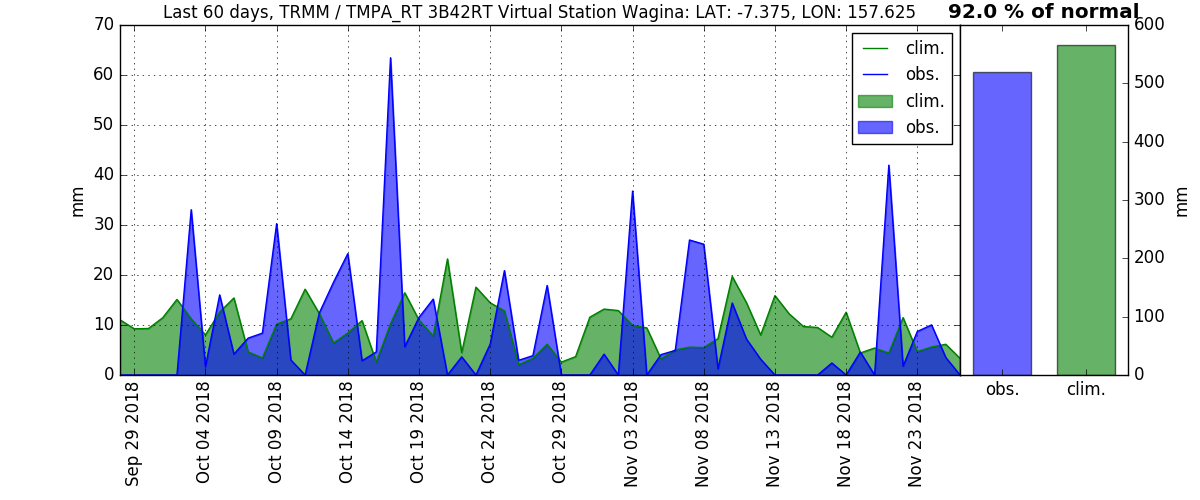 Last 60 days, TRMM / TMPA_RT 3B42RT Virtual Station Wagina: LAT: -7.375, LON: 157.625
92.0 % of normal
70
60
50
40
30
20
10
0
mm
clim.
obs.
clim.
obs.
600
500
400
300
200
100
0
mm
obs.
clim.
Sep 29 2018
Oct 04 2018
Oct 09 2018
Oct 14 2018
Oct 19 2018
Oct 24 2018
Oct 29 2018
Nov 03 2018
Nov 08 2018
Nov 13 2018
Nov 18 2018
Nov 23 2018